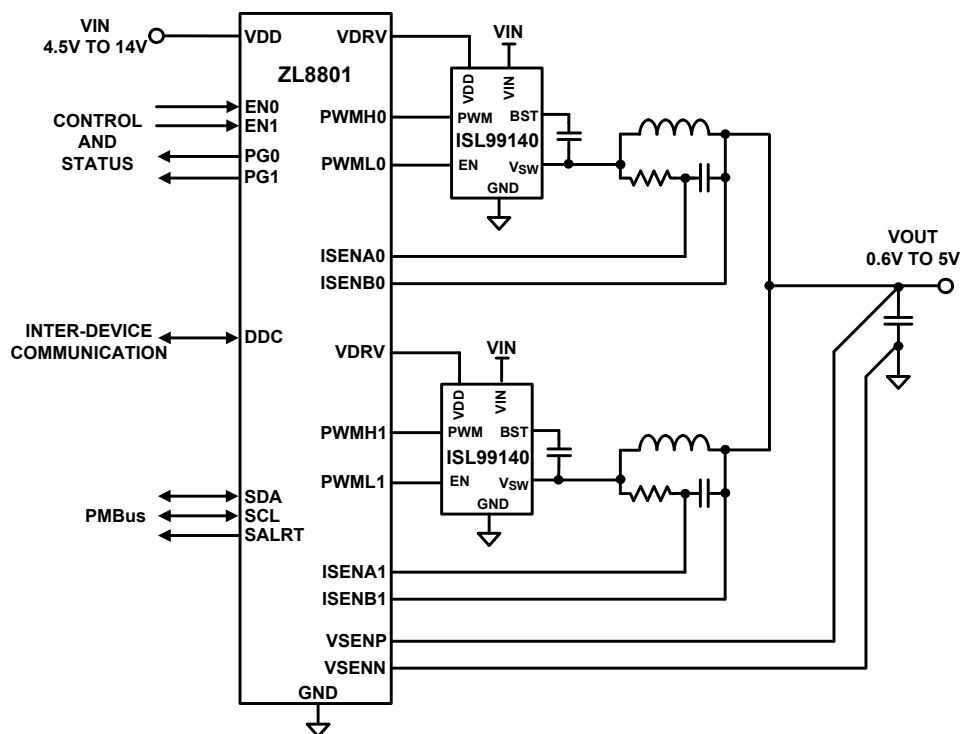 VIN
4.5V TO 14V
VDD
VDRV
ZL8801
VIN
VDD
VIN
PWM
BST
ISL99140
EN
VSW
GND
CONTROL
AND
STATUS
EN0
EN1
PG0
PG1
PWMH0
PWML0
ISENA0
ISENB0
VOUT
0.6V TO 5V
INTER-DEVICE
COMMUNICATION
DDC
VDRV
VIN
VDD
VIN
PWM
BST
ISL99140
EN
VSW
GND
PWMH1
PWML1
PMBus
SDA
SCL
SALRT
ISENA1
ISENB1
VSENP
VSENN
GND